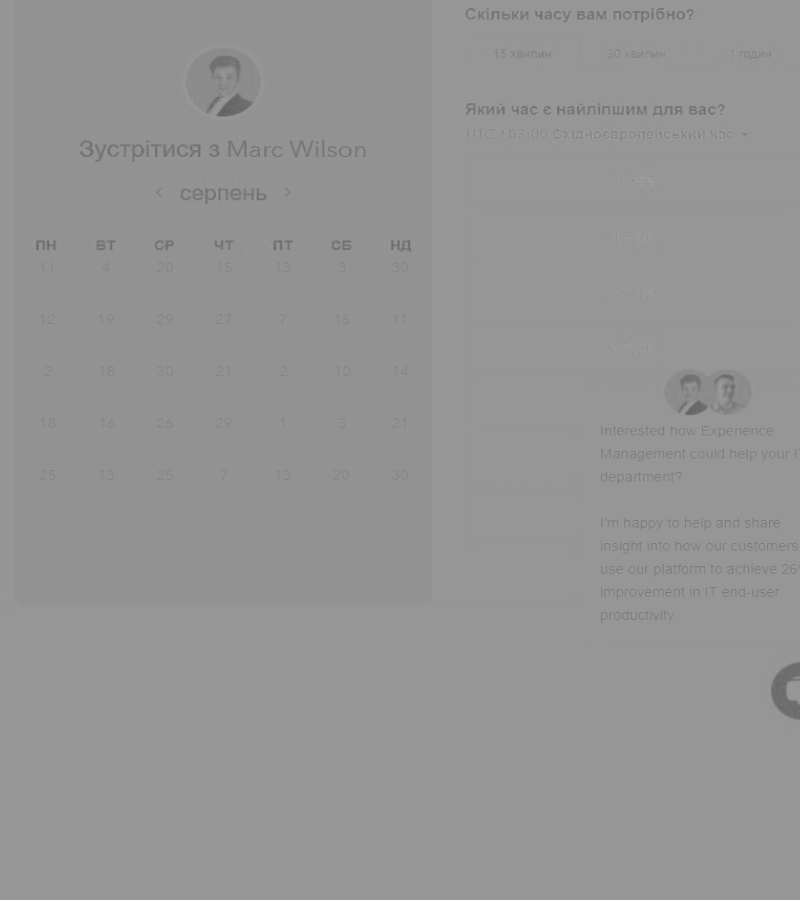 Зустрітися з Marc Wilson
серпень
ПН ВТ СР ЧТ ПТ СБ НД
11 4 20 15 13 3 30
12 19 29 27 7 15 11
2 18 30 21 2 10 14
18 16 26 29 1 3 21
25 13 25 7 13 20 30
Скільки часу вам потрібно?
15 хвилин 30 хвилин 1 годин
Який час є найліпшим для вас?
UTC +03:00 Східноєвропейський час
Interested how Experience
Management could help your IT
department?
I'm happy to help and share
insight into how our customers
use our platform to achieve 26
improvement in IT end-user
productivity.